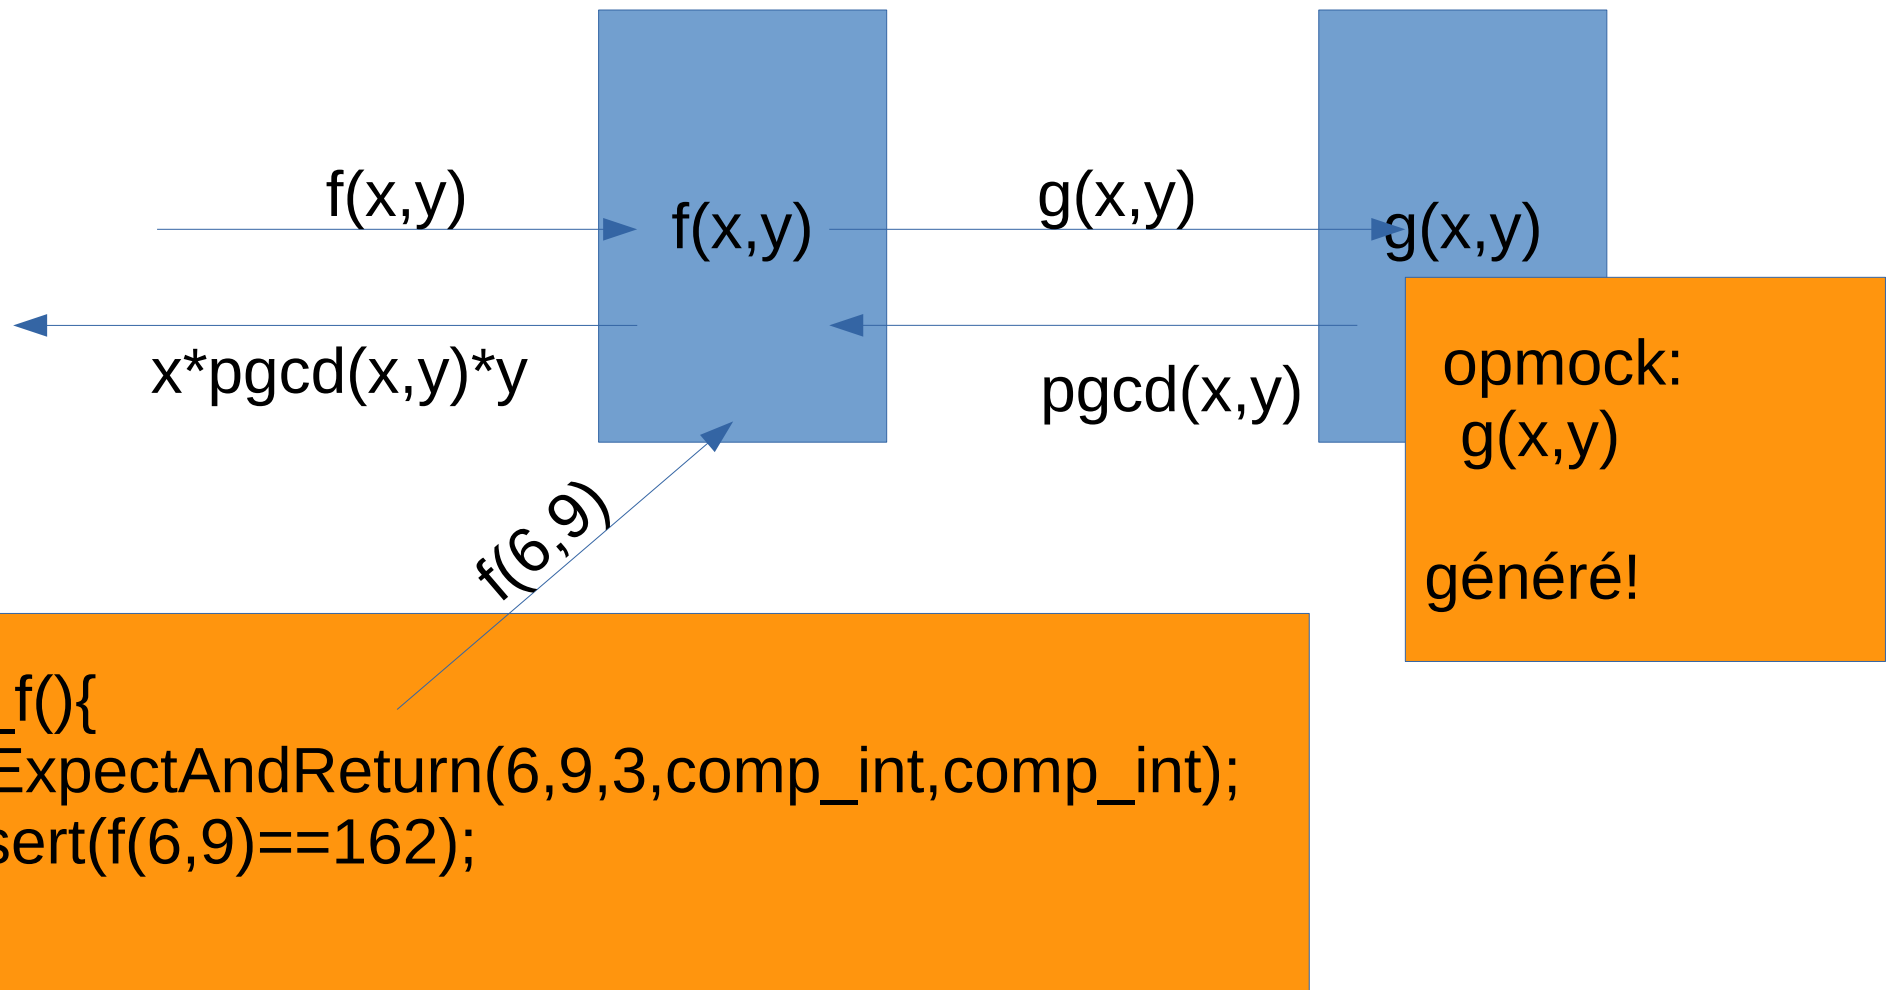 f(x,y)
f(x,y)
g(x,y)
g(x,y)
x*pgcd(x,y)*y
pgcd(x,y)
opmock:
g(x,y)
généré!
f(6,9)
_f(){
ExpectAndReturn(6,9,3,comp_int,comp_int);
sert(f(6,9)==162);